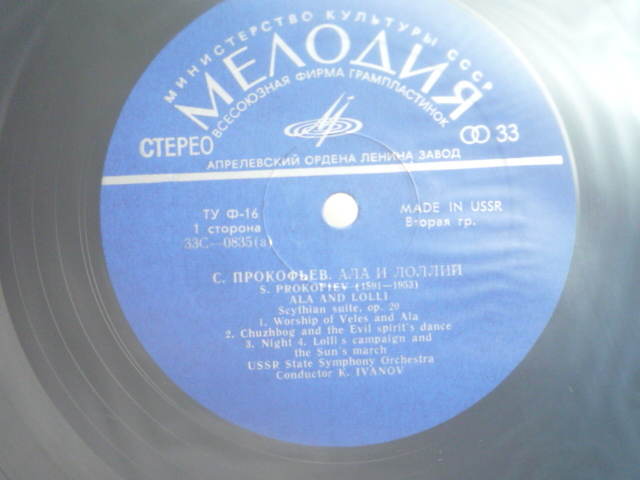 МИНИСТЕРСТВО КУЛЬТУРЫ СССР
МЕЛОДИЯ
ВСЕСОЮЗНАЯ ФИРМА ГРАМПЛАСТИНОК
СТЕРЕО
33
АПРЕЛЕВСКИЙ ОРДЕНА ЛЕНИНА ЗАВОД
ТУ Ф-16
MADE IN USSR
1 сторона
Вторая гр.
33С—0835(а)
С. ПРОКОФЬЕВ. АЛА И ЛОЛЛИЙ
S. PROKOFIEV (1891—1953)
ALA AND LOLLI
Scythian suite, op. 20
1. Worship of Veles and Ala
2. Chuzhbog and the Evil spirit's dance
3. Night 4. Lolli s campaign and
the Sun's march
USSR State Symphony Orchestra
Conductor K. IVANOV